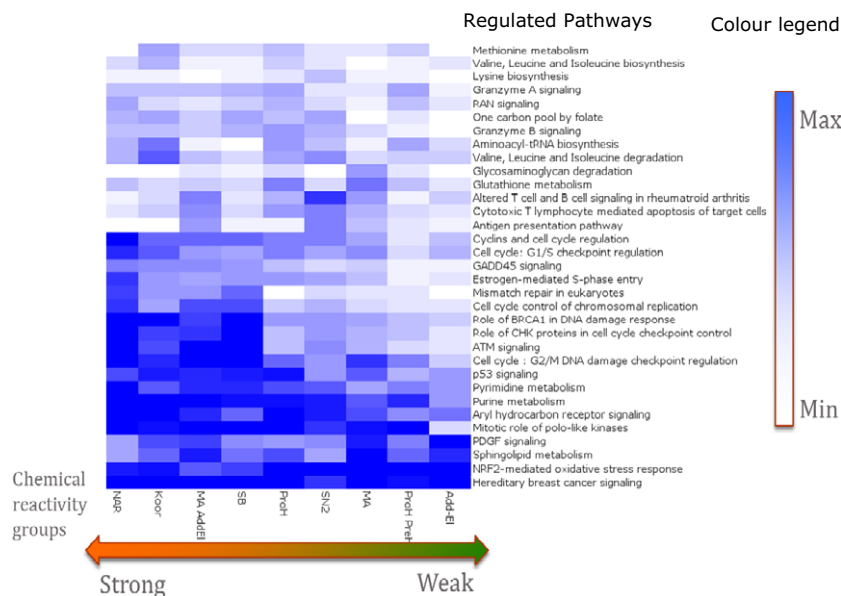 Regulated Pathways
Colour legend
Methionine metabolism
Valine, Leucine and Isoleucine biosynthesis
Lysine biosynthesis
Granzyme A signaling
RAN signaling
One carbon pool by folate
Granzyme B signaling
Aminoacyl-tRNA biosynthesis
Valine, Leucine and Isoleucine degradation
Glycosaminoglycan degradation
Glutathione metabolism
Altered T cell and B cell signaling in rheumatroid arthritis
Cytotoxic T lymphocyte mediated apoptosis of target cells
Antigen presentation pathway
Cyclins and cell cycle regulation
Cell cycle: G1/S checkpoint regulation
GADD45 signaling
Estrogen-mediated S-phase entry
Mismatch repair in eukaryotes
Cell cycle control of chromosomal replication
Role of BRCA1 in DNA damage response
Role of CHK proteins in cell cycle checkpoint control
ATM signaling
Cell cycle : G2/M DNA damage checkpoint regulation
p53 signaling
Pyrimidine metabolism
Purine metabolism
Aryl hydrocarbon receptor signaling
Mitotic role of polo-like kinases
PDGF signaling
Sphingolipid metabolism
NRF2-mediated oxidative stress response
Hereditary breast cancer signaling
Max
Min
Chemical
reactivity
groups
NAR
Koor
MA AddEl
SB
ProH
SN2
MA
ProH PreH
Add-El
Strong
Weak